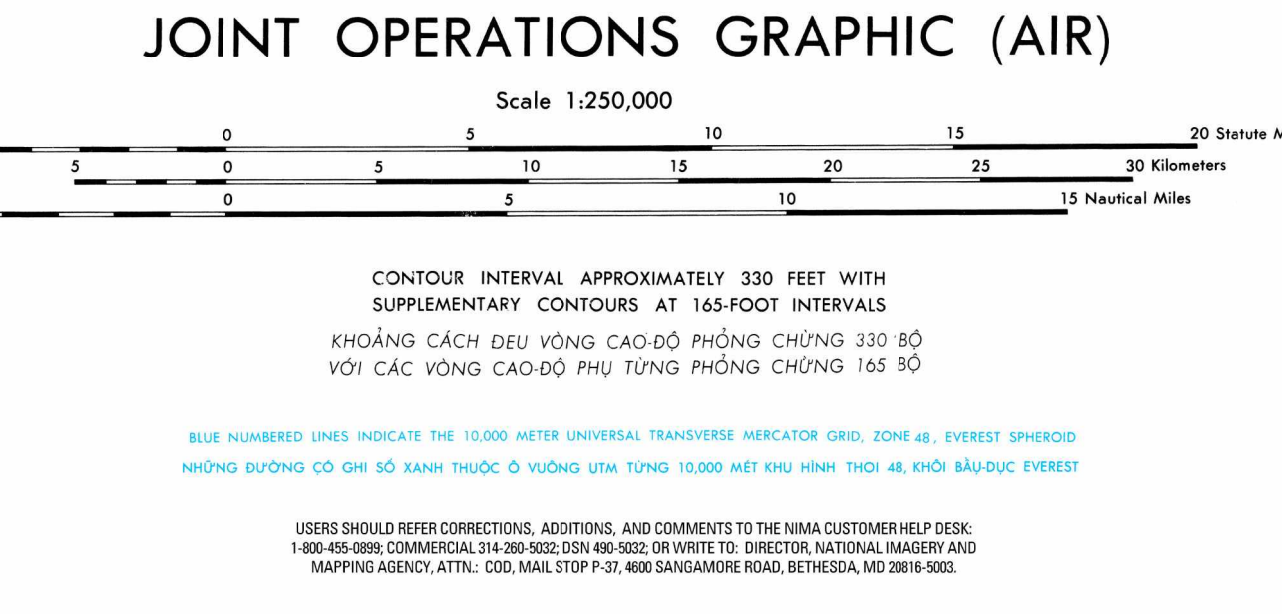 JOINT OPERATIONS GRAPHIC (AIR)
Scale 1:250,000
0 5 10 15 20 Statute M
5 0 5 10 15 20 25 30 Kilometers
0 5 10 15 Nautical Miles
CONTOUR INTERVAL APPROXIMATELY 330 FEET WITH
SUPPLEMENTARY CONTOURS AT 165-FOOT INTERVALS
KHOẢNG CÁCH ĐEU VÒNG CAO-ĐỘ PHỎNG CHỪNG 330 BỘ
VỚI CÁC VÒNG CAO-ĐỘ PHỤ TỪNG PHỎNG CHỪNG 165 BỘ
BLUE NUMBERED LINES INDICATE THE 10,000 METER UNIVERSAL TRANSVERSE MERCATOR GRID, ZONE 48, EVEREST SPHEROID
NHỮNG ĐƯỜNG CÓ GHI SỐ XANH THUỘC Ô VUÔNG UTM TỪNG 10,000 MÉT KHU HÌNH THOI 48, KHỐI BẦU-DỤC EVEREST
USERS SHOULD REFER CORRECTIONS, ADDITIONS, AND COMMENTS TO THE NIMA CUSTOMER HELP DESK:
1-800-455-0899; COMMERCIAL 314-260-5032; DSN 490-5032; OR WRITE TO: DIRECTOR, NATIONAL IMAGERY AND
MAPPING AGENCY, ATTN.: COD, MAIL STOP P-37, 4600 SANGAMORE ROAD, BETHESDA, MD 20816-5003.